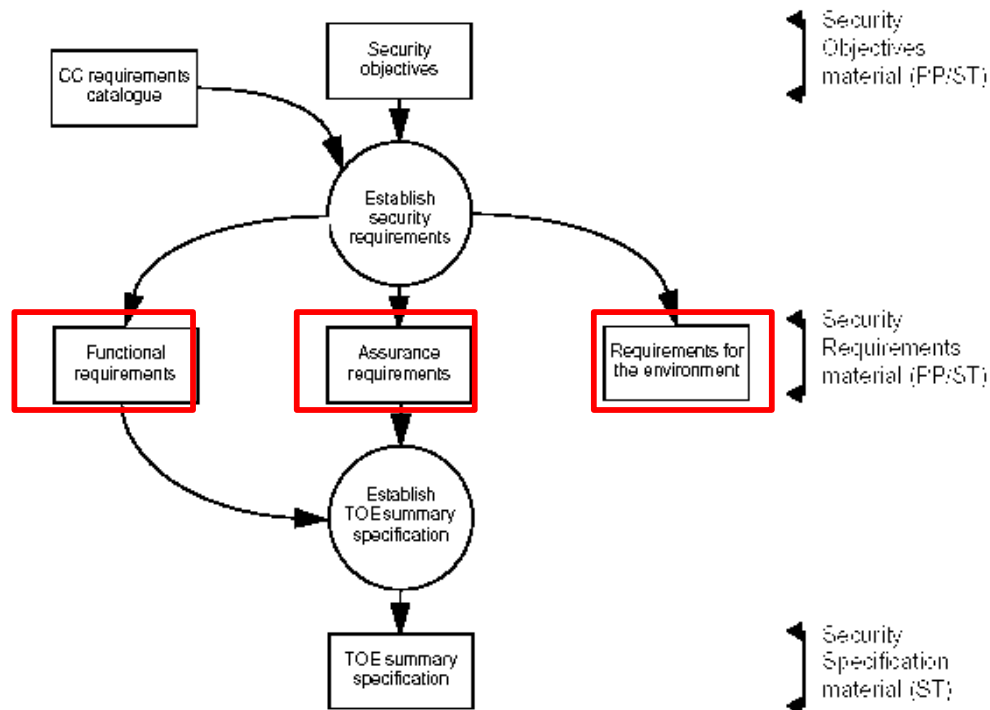 Security
objectives
CC requirements
catalogue
Security
Objectives
material (PP/ST)
Establish
security
requirements
Functional
requirements
Assurance
requirements
Requirements for
the environment
Security
Requirements
material (PP/ST)
Establish
TOE summary
specification
TOE summary
specification
Security
Specification
material (ST)